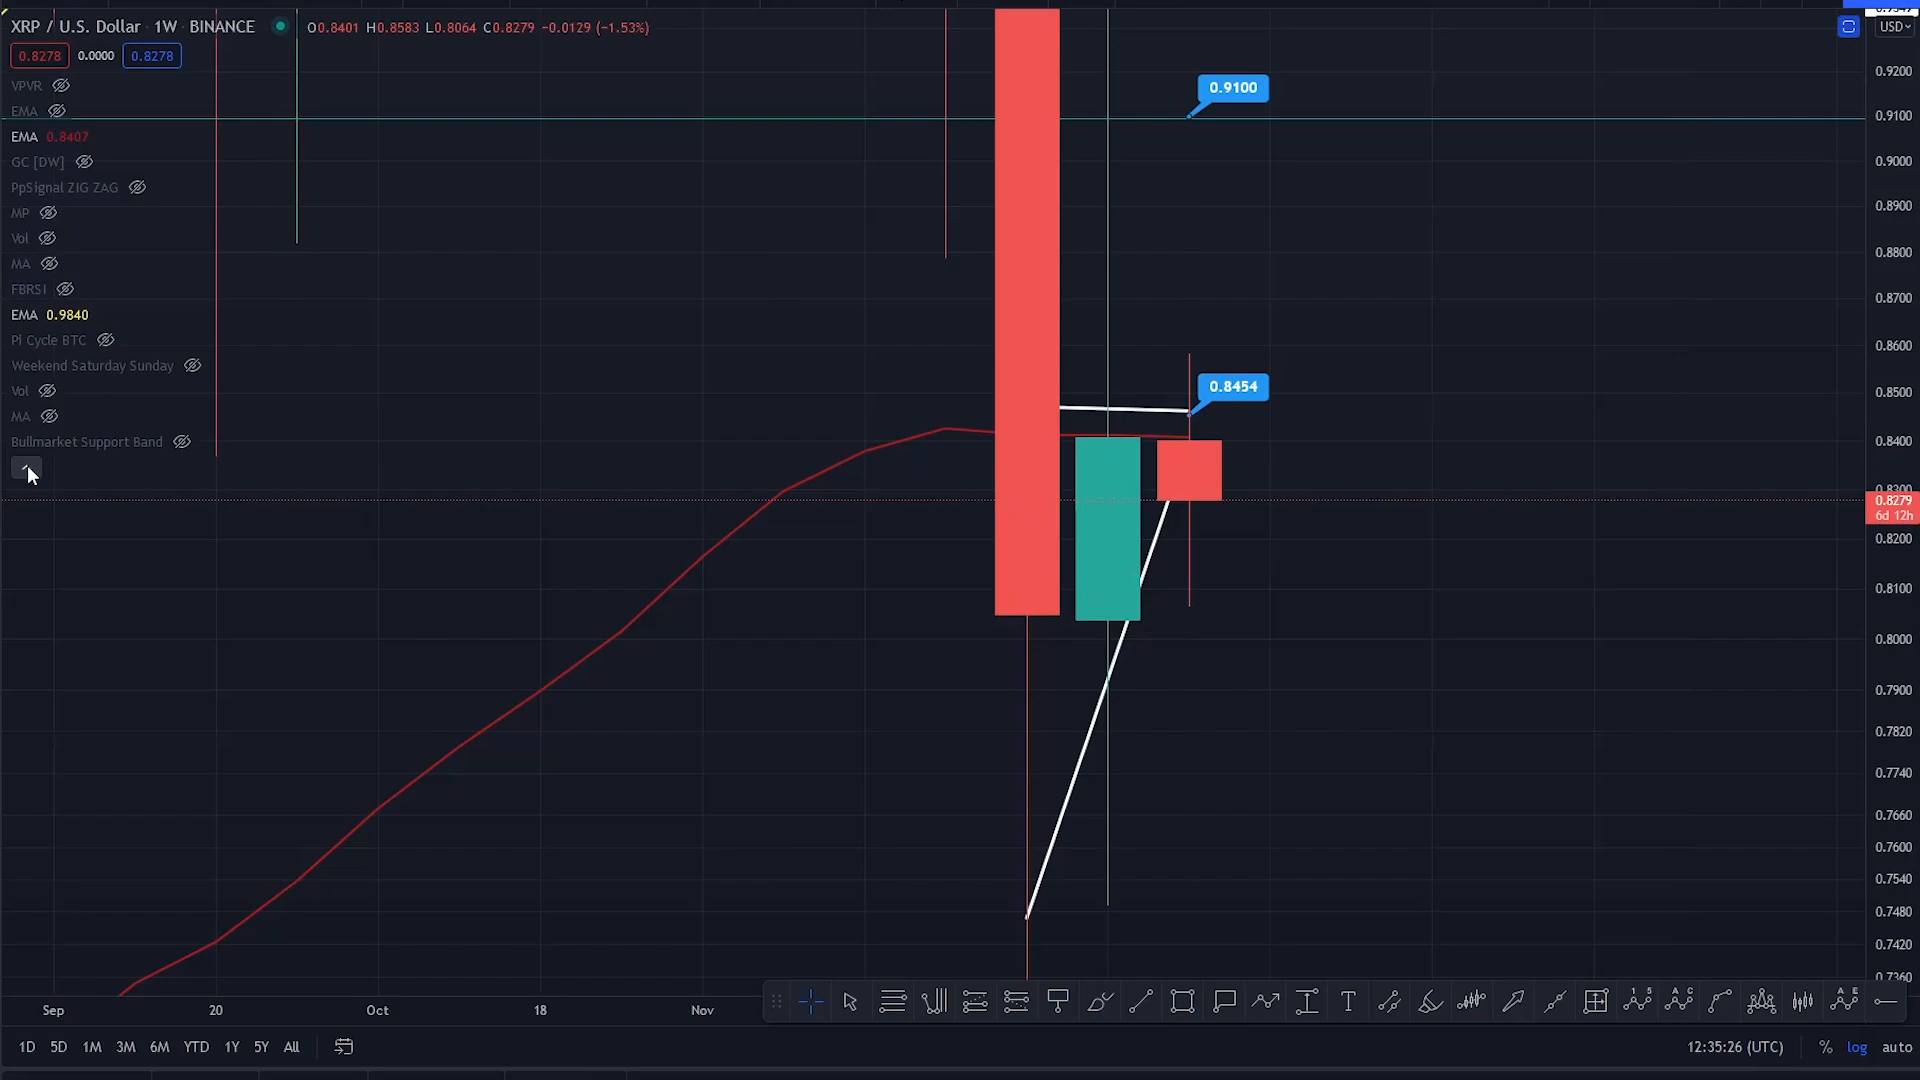 XRP / U.S. Dollar · 1W · BINANCE O0.8401 H0.8583 L0.8064 C0.8279 −0.0129 (−1.53%)
USD
0.8278 0.0000 0.8278
VPVR
EMA
EMA 0.8407
GC [DW]
PpSignal ZIG ZAG
MP
Vol
MA
FBRSI
EMA 0.9840
Pi Cycle BTC
Weekend Saturday Sunday
Vol
MA
Bullmarket Support Band
0.9100
0.8454
0.9200
0.9100
0.9000
0.8900
0.8800
0.8700
0.8600
0.8500
0.8400
0.8300
0.8279
6d 12h
0.8200
0.8100
0.8000
0.7900
0.7820
0.7740
0.7660
0.7600
0.7540
0.7480
0.7420
0.7360
Sep 20 Oct 18 Nov
1D 5D 1M 3M 6M YTD 1Y 5Y All
12:35:26 (UTC) % log auto